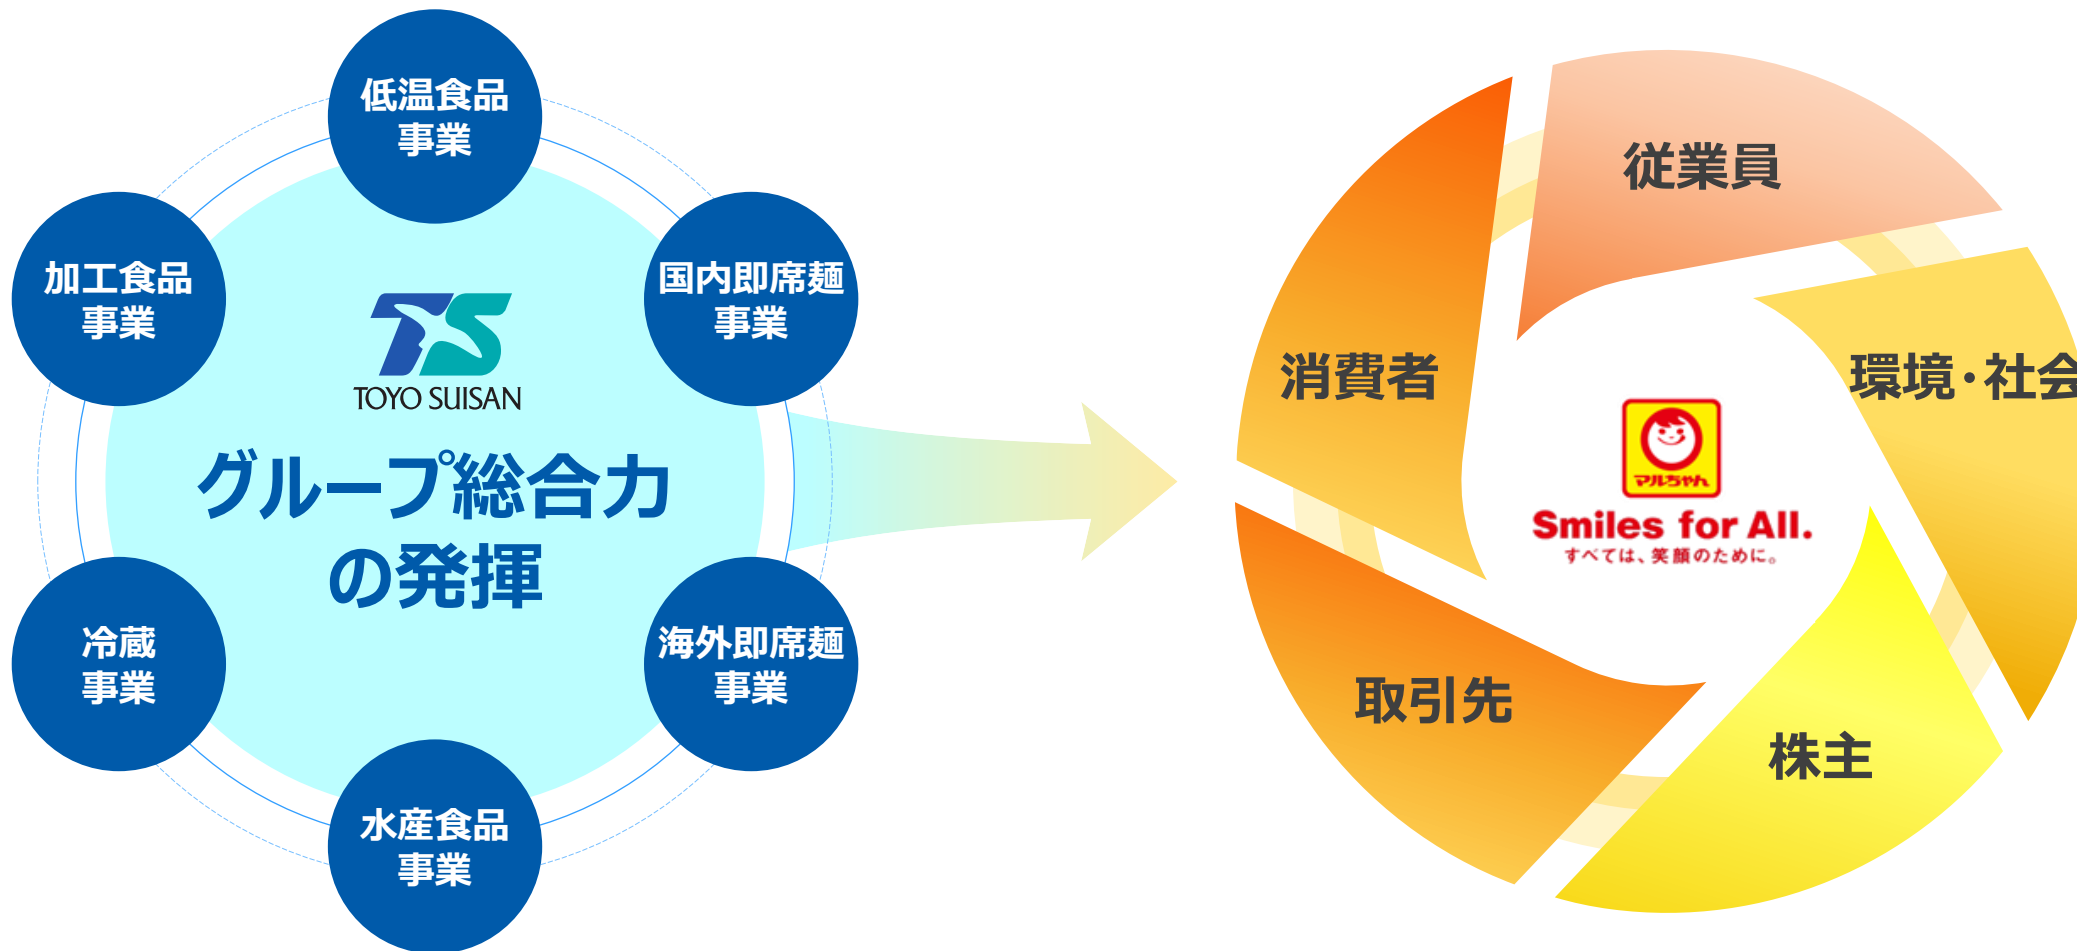 低温食品
事業
加工食品
事業
国内即席麺
事業
TOYO SUISAN
グループ総合力
の発揮
冷蔵
事業
海外即席麺
事業
水産食品
事業
従業員
消費者
環境・社会
マルちゃん
Smiles for All.
すべては、笑顔のために。
取引先
株主